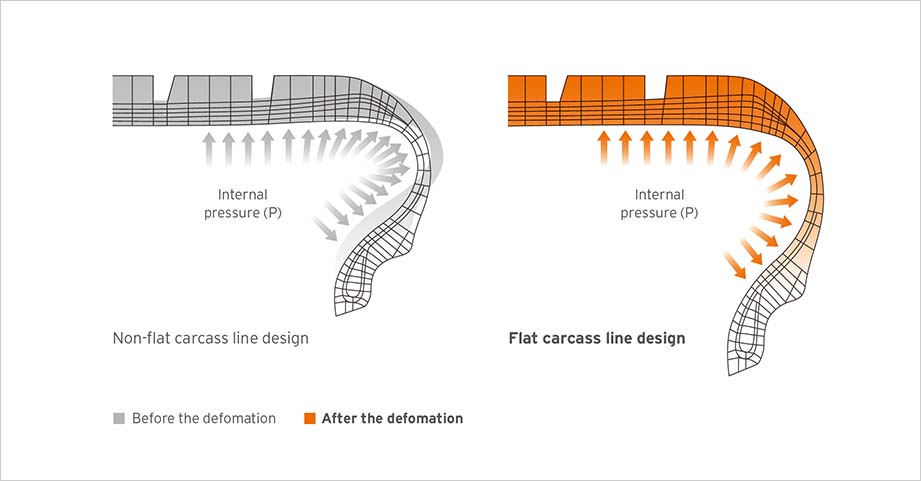 Internal
pressure (P)
Internal
pressure (P)
Non-flat carcass line design
Flat carcass line design
Before the defomation
After the defomation